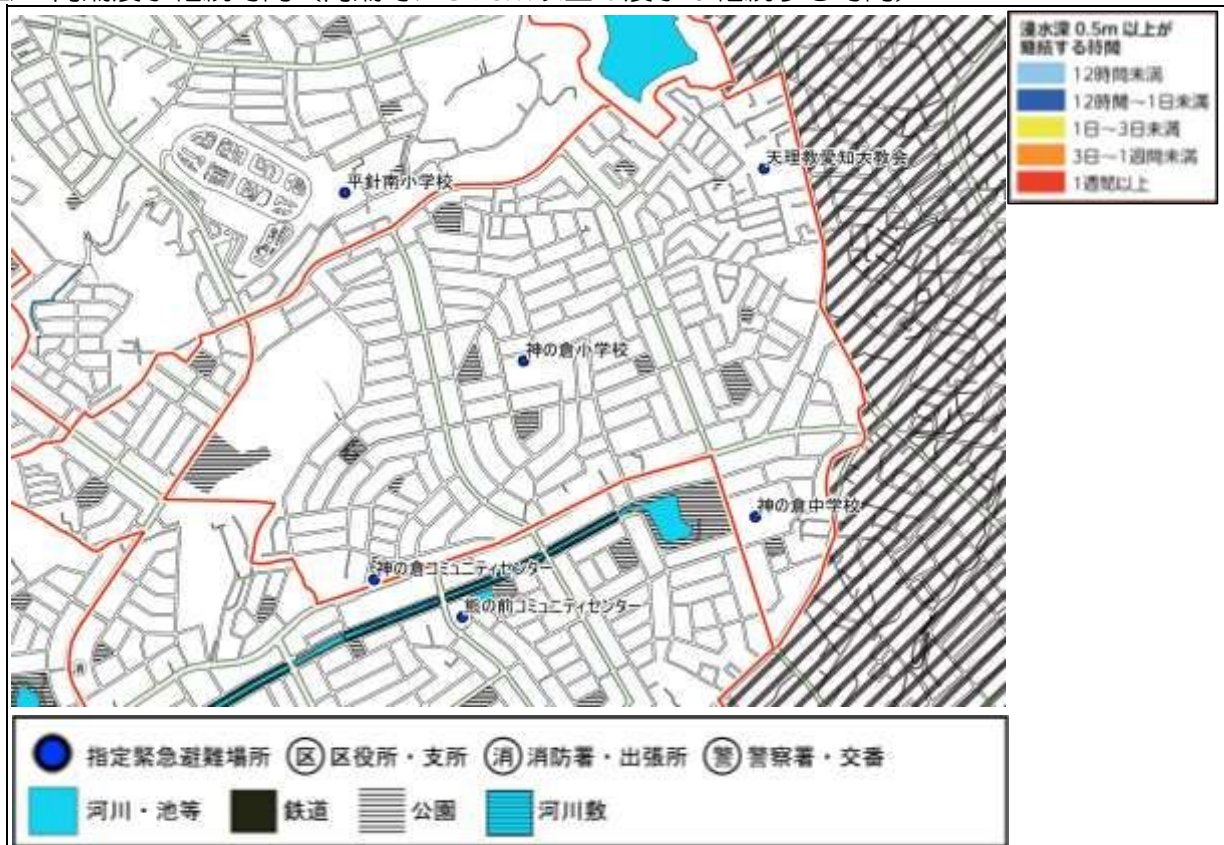 浸水深 0.5m 以上が
継続する時間
12時間未満
12時間～1日未満
1日～3日未満
3日～1週間未満
1週間以上
天理教愛知大教会
平針南小学校
神の倉小学校
神の倉中学校
神の倉コミュニティセンター
熊の前コミュニティセンター
指定緊急避難場所 区 区役所・支所 消 消防署・出張所 警 警察署・交番
河川・池等 鉄道 公園 河川敷